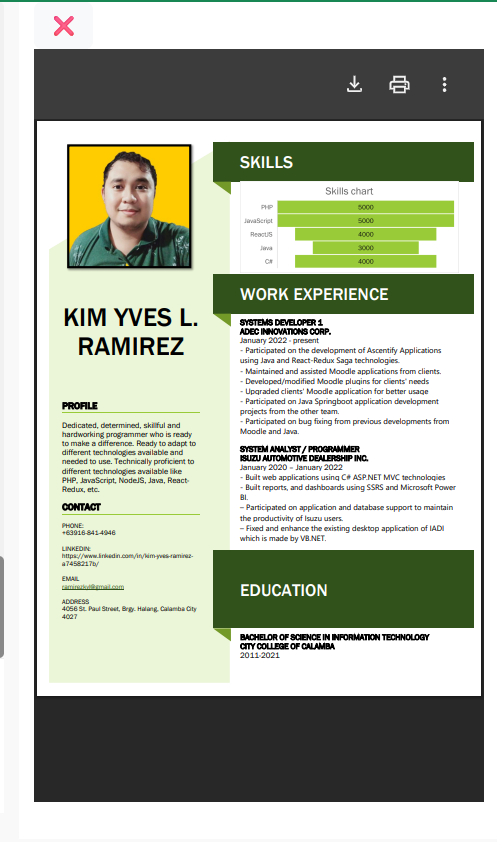 KIM YVES L.
RAMIREZ
PROFILE
Dedicated, determined, skillful and
hardworking programmer who is ready
to make a difference. Ready to adapt to
different technologies available and
needed to use. Technically proficient to
different technologies available like
PHP, JavaScript, NodeJS, Java, React-
Redux, etc.
CONTACT
PHONE:
+63916-841-4946
LINKEDIN:
https://www.linkedin.com/in/kim-yves-ramirez-
a7458217b/
EMAIL
ramirezkyl@gmail.com
ADDRESS
4056 St. Paul Street, Brgy. Halang, Calamba City
4027
SKILLS
Skills chart
PHP 5000
JavaScript 5000
ReactJS 4000
Java 3000
C# 4000
WORK EXPERIENCE
SYSTEMS DEVELOPER 1
ADEC INNOVATIONS CORP.
January 2022 - present
- Participated on the development of Ascentify Applications
using Java and React-Redux Saga technologies.
- Maintained and assisted Moodle applications from clients.
- Developed/modified Moodle plugins for clients' needs
- Upgraded clients' Moodle application for better usage
- Participated on Java Springboot application development
projects from the other team.
- Participated on bug fixing from previous developments from
Moodle and Java.
SYSTEM ANALYST / PROGRAMMER
ISUZU AUTOMOTIVE DEALERSHIP INC.
January 2020 – January 2022
- Built web applications using C# ASP.NET MVC technologies
- Built reports, and dashboards using SSRS and Microsoft Power
BI.
– Participated on application and database support to maintain
the productivity of Isuzu users.
– Fixed and enhance the existing desktop application of IADI
which is made by VB.NET.
EDUCATION
BACHELOR OF SCIENCE IN INFORMATION TECHNOLOGY
CITY COLLEGE OF CALAMBA
2011-2021